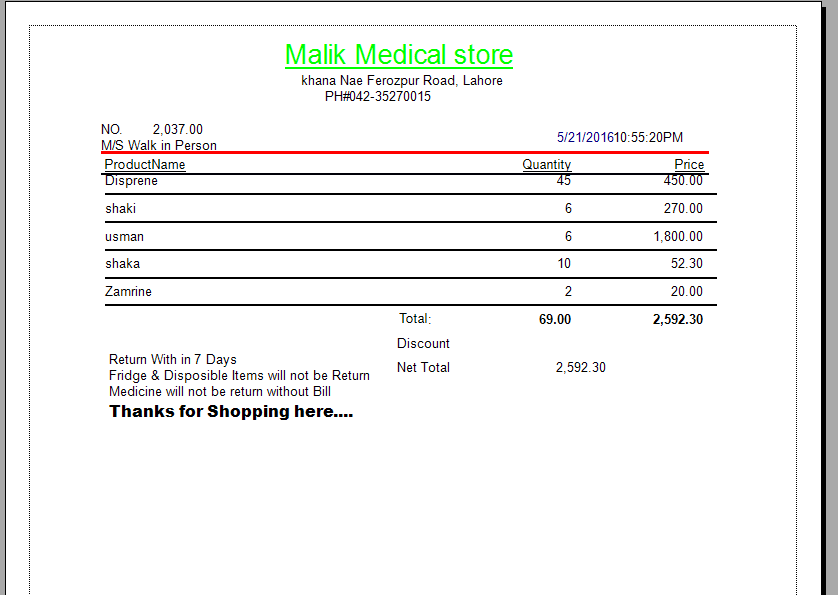 Malik Medical store
khana Nae Ferozpur Road, Lahore
PH#042-35270015
NO. 2,037.00
5/21/201610:55:20PM
M/S Walk in Person
ProductName Quantity Price
Disprene 45 450.00
shaki 6 270.00
usman 6 1,800.00
shaka 10 52.30
Zamrine 2 20.00
Total: 69.00 2,592.30
Discount
Return With in 7 Days
Net Total 2,592.30
Fridge & Disposible Items will not be Return
Medicine will not be return without Bill
Thanks for Shopping here....